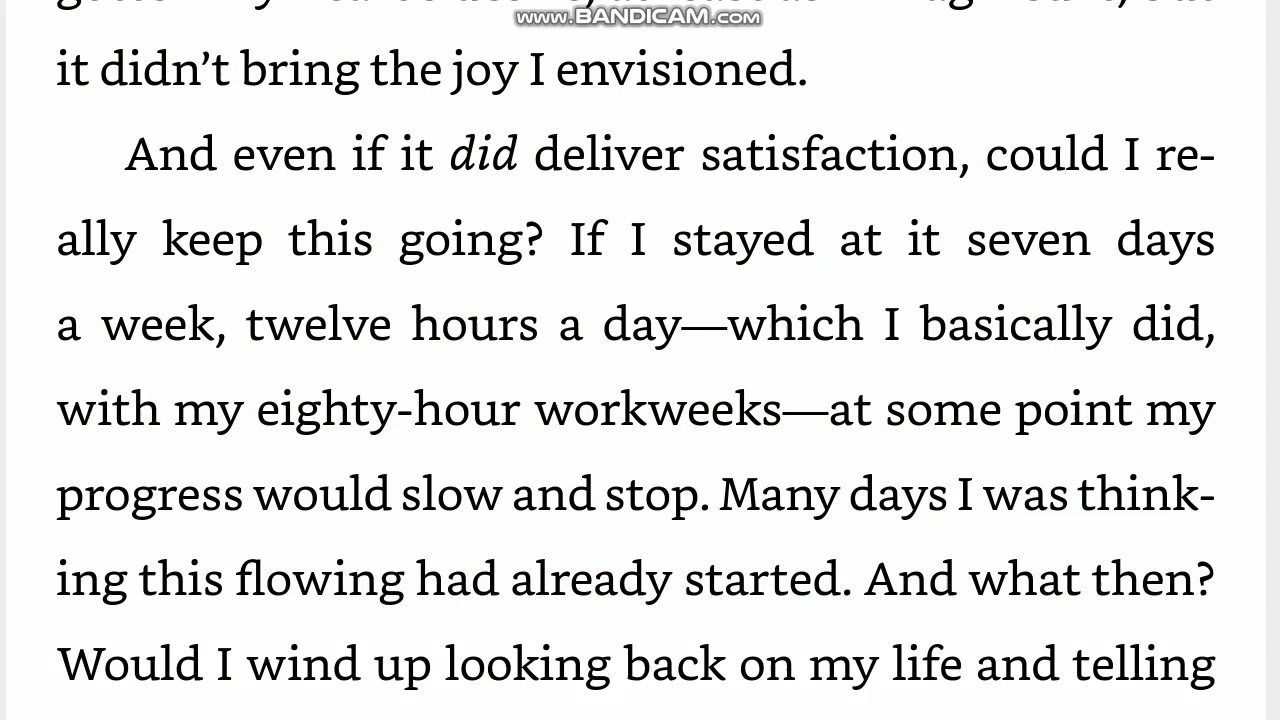 www.BANDICAM.com
it didn’t bring the joy I envisioned.
And even if it did deliver satisfaction, could I re-
ally keep this going? If I stayed at it seven days
a week, twelve hours a day—which I basically did,
with my eighty-hour workweeks—at some point my
progress would slow and stop. Many days I was think-
ing this flowing had already started. And what then?
Would I wind up looking back on my life and telling